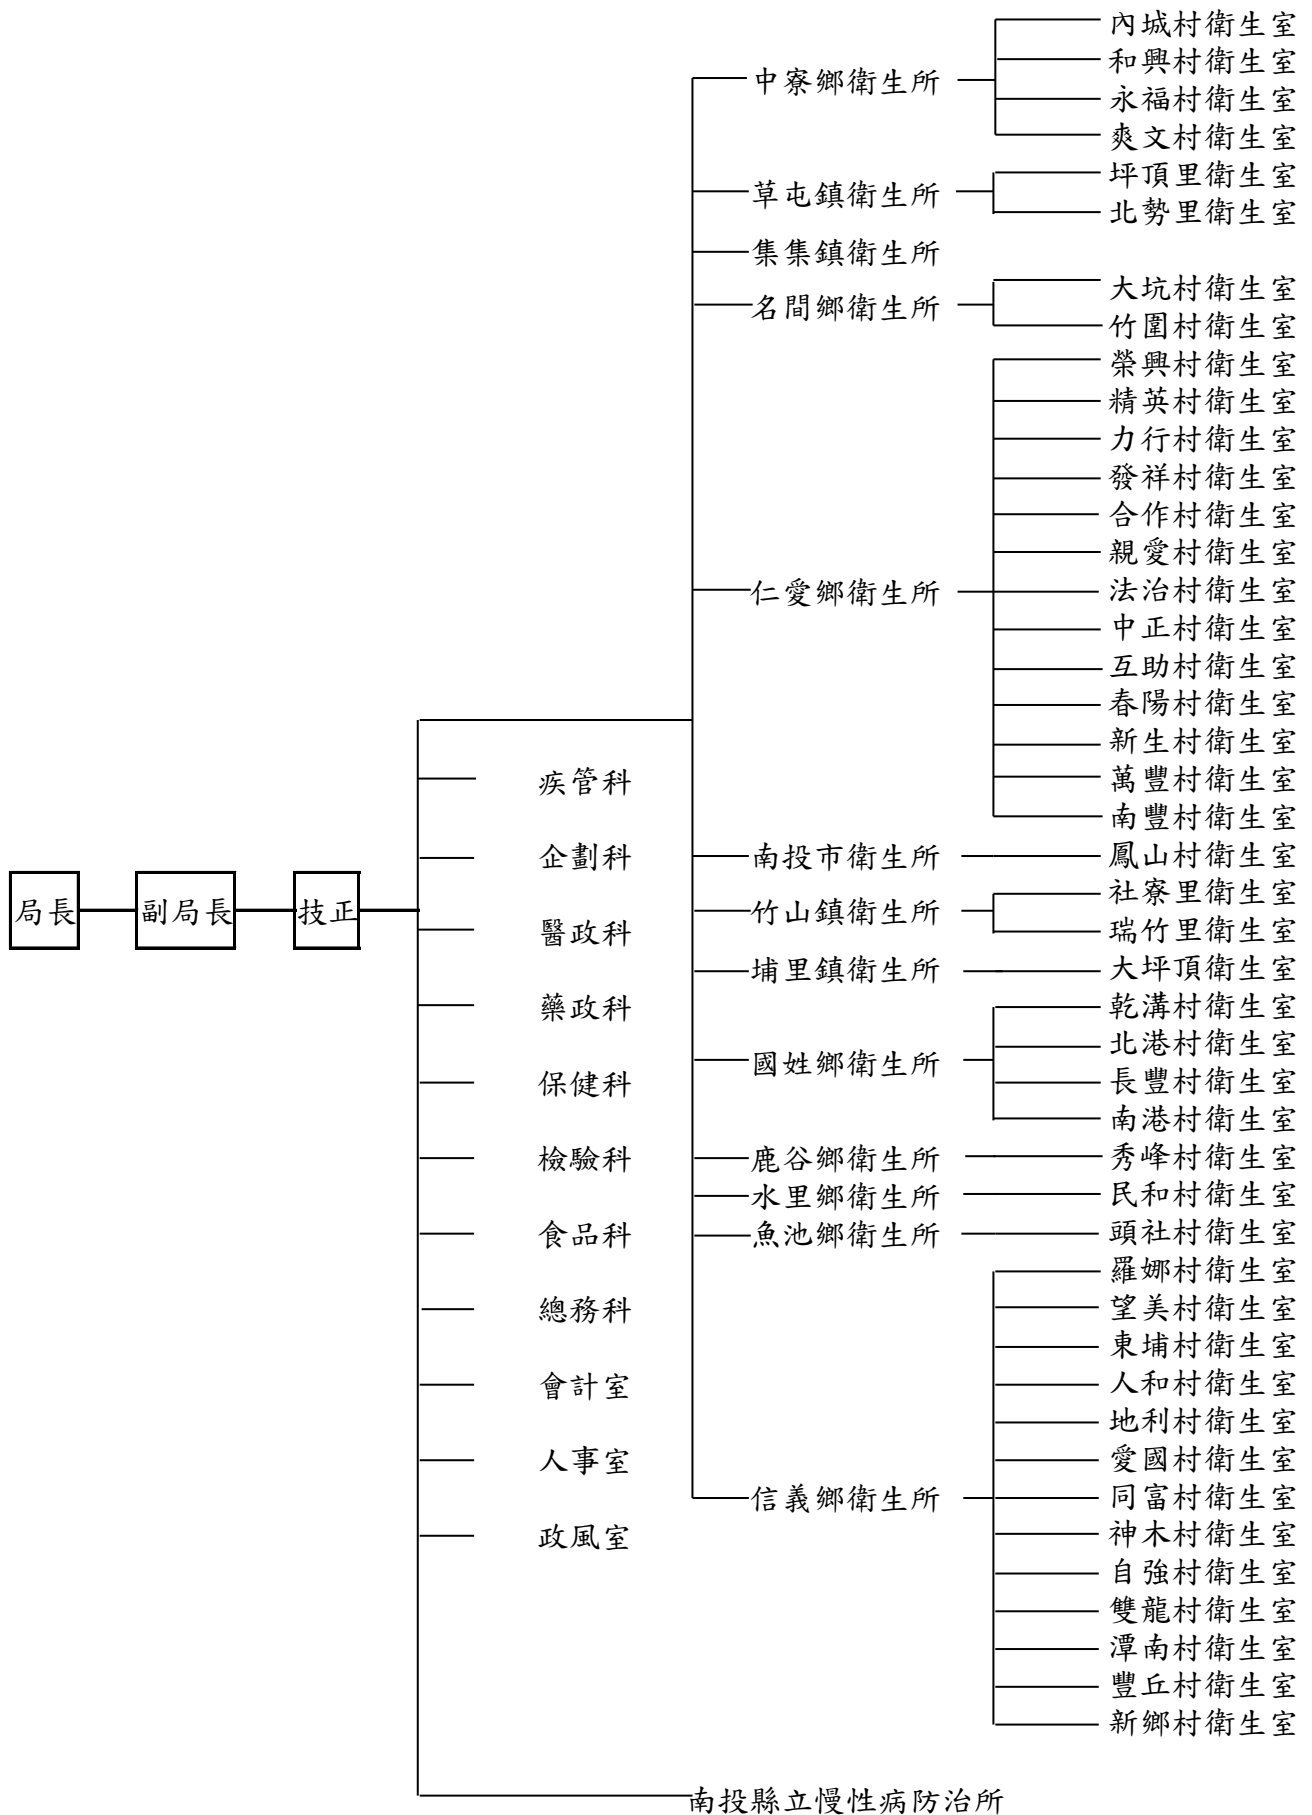 局長
副局長
技正
疾管科
企劃科
醫政科
藥政科
保健科
檢驗科
食品科
總務科
會計室
人事室
政風室
中寮鄉衛生所
內城村衛生室
和興村衛生室
永福村衛生室
爽文村衛生室
草屯鎮衛生所
坪頂里衛生室
北勢里衛生室
集集鎮衛生所
名間鄉衛生所
大坑村衛生室
竹圍村衛生室
仁愛鄉衛生所
榮興村衛生室
精英村衛生室
力行村衛生室
發祥村衛生室
合作村衛生室
親愛村衛生室
法治村衛生室
中正村衛生室
互助村衛生室
春陽村衛生室
新生村衛生室
萬豐村衛生室
南豐村衛生室
南投市衛生所
鳳山村衛生室
竹山鎮衛生所
社寮里衛生室
瑞竹里衛生室
埔里鎮衛生所
大坪頂衛生室
國姓鄉衛生所
乾溝村衛生室
北港村衛生室
長豐村衛生室
南港村衛生室
鹿谷鄉衛生所
秀峰村衛生室
水里鄉衛生所
民和村衛生室
魚池鄉衛生所
頭社村衛生室
信義鄉衛生所
羅娜村衛生室
望美村衛生室
東埔村衛生室
人和村衛生室
地利村衛生室
愛國村衛生室
同富村衛生室
神木村衛生室
自強村衛生室
雙龍村衛生室
潭南村衛生室
豐丘村衛生室
新鄉村衛生室
南投縣立慢性病防治所